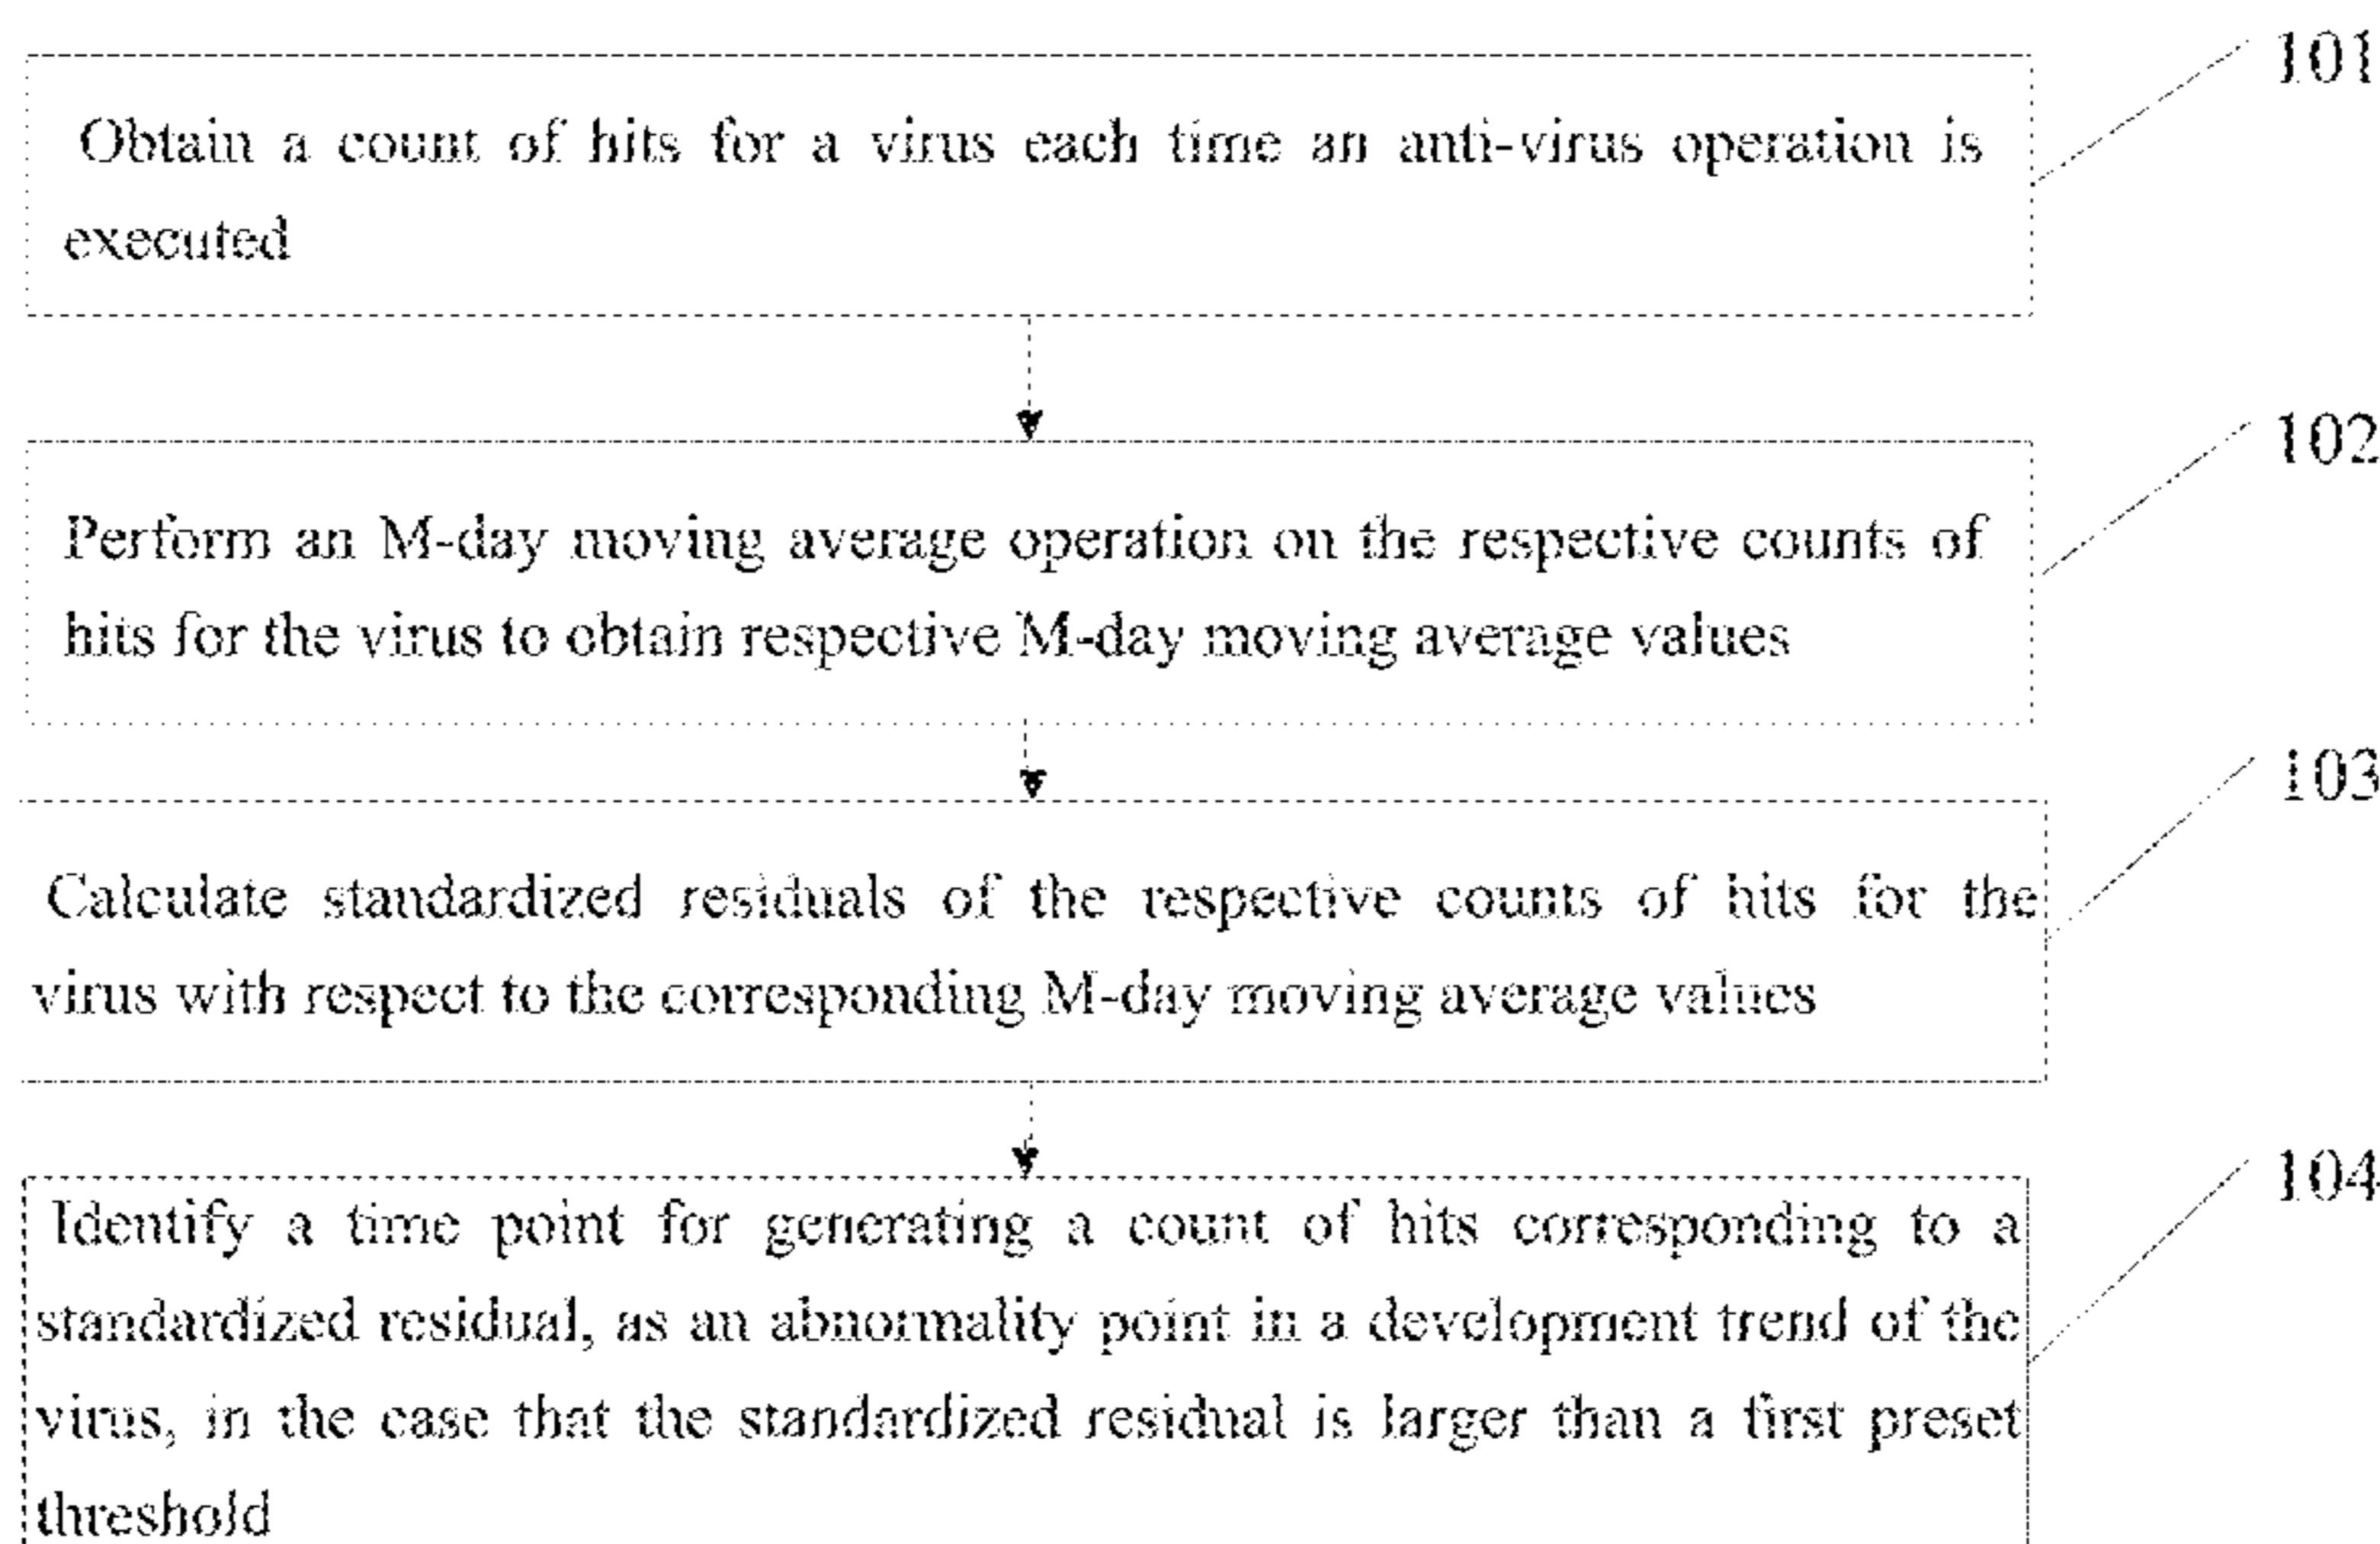 101
Obtain a count of hits for a virus each time an anti-virus operation is
executed
102
Perform an M-day moving average operation on the respective counts of
hits for the virus to obtain respective M-day moving average values
103
Calculate standardized residuals of the respective counts of hits for the
virus with respect to the corresponding M-day moving average values
104
Identify a time point for generating a count of hits corresponding to a
standardized residual, as an abnormality point in a development trend of the
virus, in the case that the standardized residual is larger than a first preset
threshold